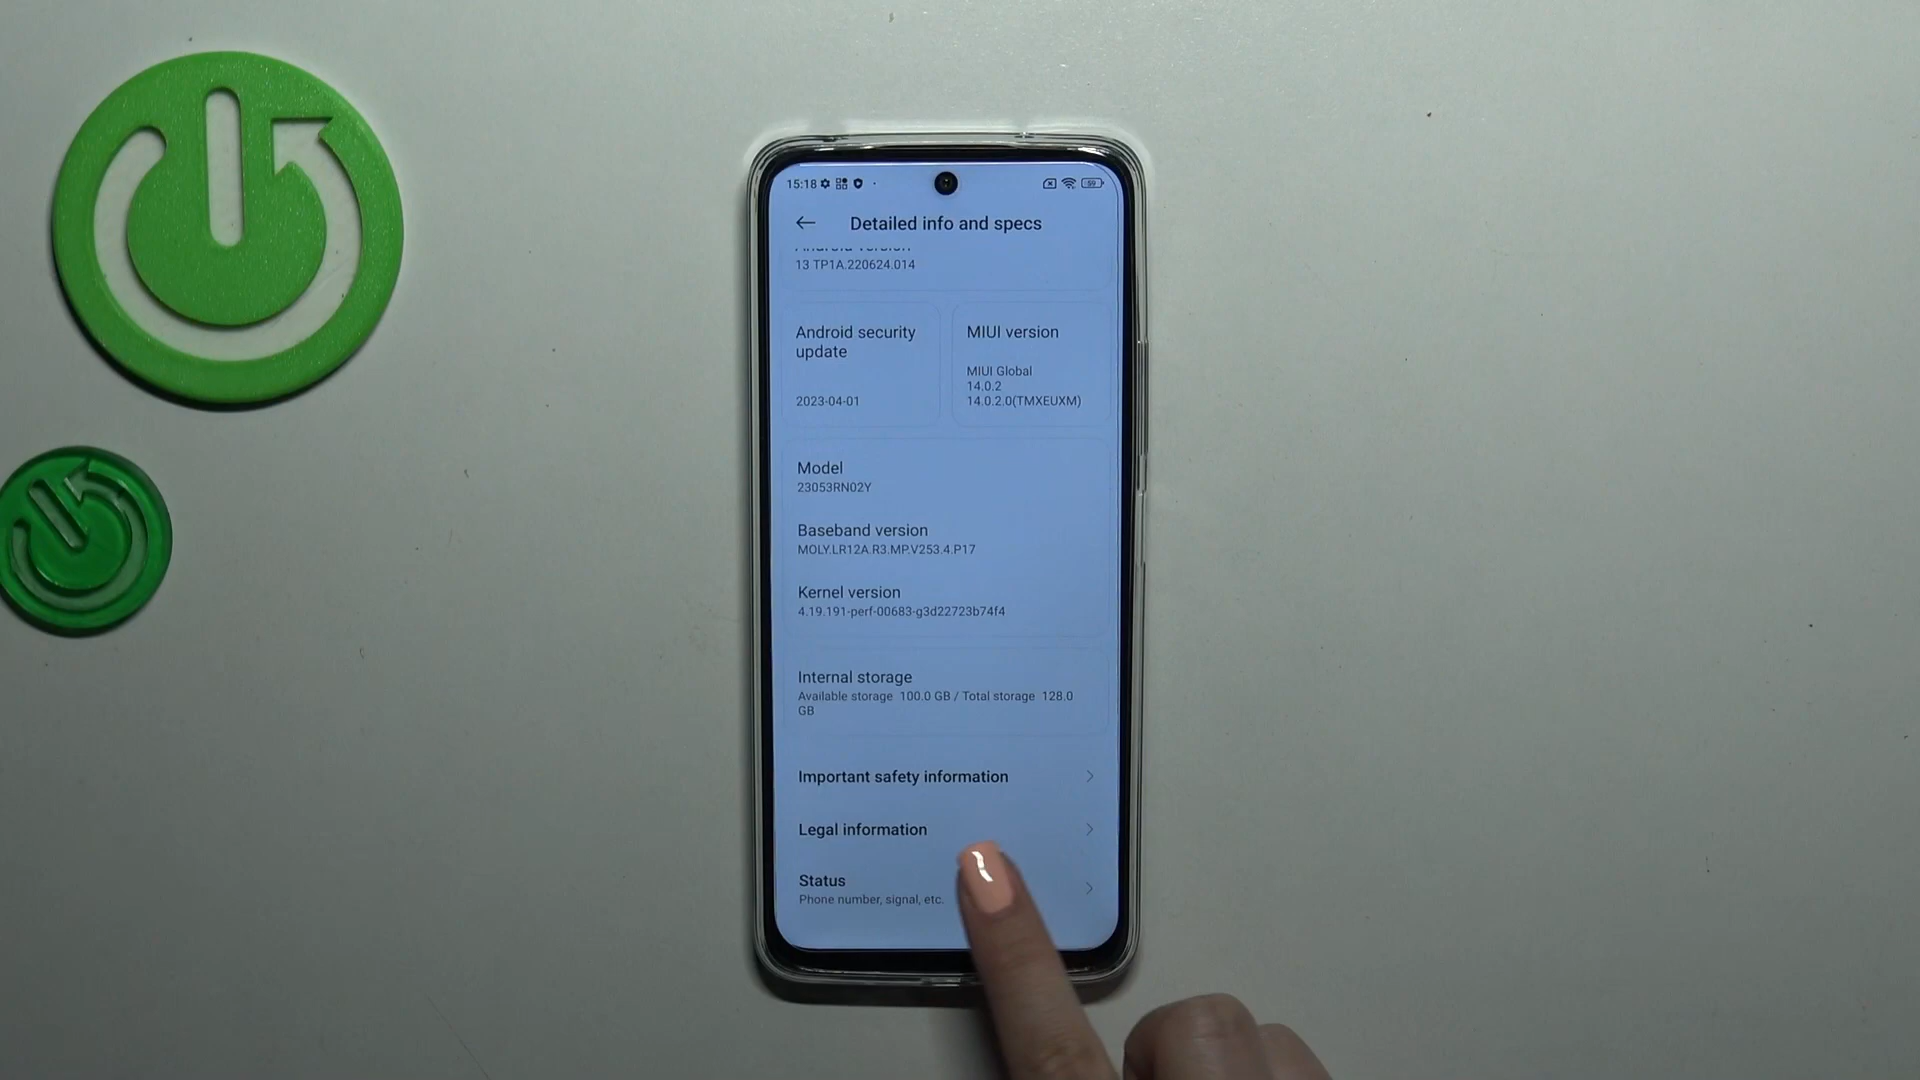 15:18
59
Detailed info and specs
Android version
13 TP1A.220624.014
Android security
update
2023-04-01
MIUI version
MIUI Global
14.0.2
14.0.2.0(TMXEUXM)
Model
23053RN02Y
Baseband version
MOLY.LR12A.R3.MP.V253.4.P17
Kernel version
4.19.191-perf-00683-g3d22723b74f4
Internal storage
Available storage 100.0 GB / Total storage 128.0
GB
Important safety information
Legal information
Status
Phone number, signal, etc.